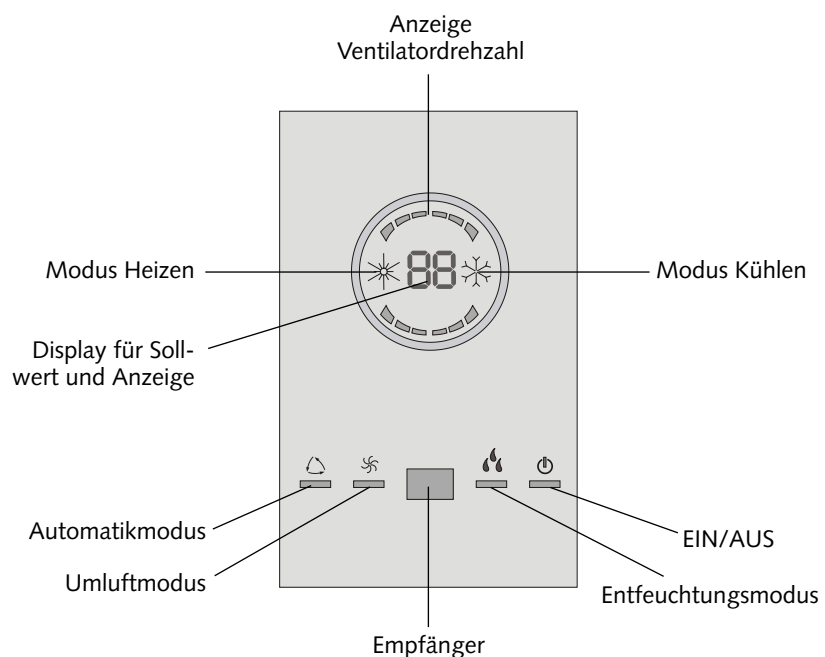 Anzeige
Ventilatordrehzahl
Modus Heizen
88
Modus Kühlen
Display für Soll-
wert und Anzeige
Automatikmodus
EIN/AUS
Umluftmodus
Entfeuchtungsmodus
Empfänger